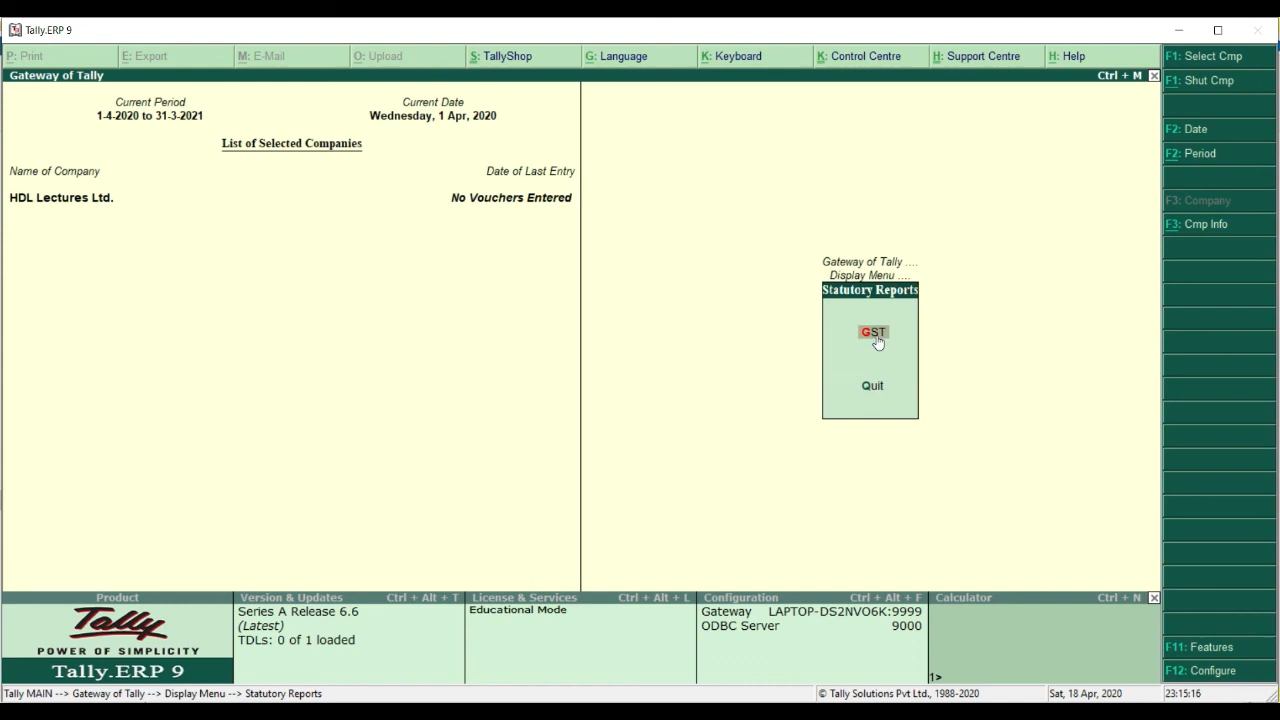 Tally.ERP 9
P: Print
E: Export
M: E-Mail
O: Upload
S: TallyShop
G: Language
K: Keyboard
K: Control Centre
H: Support Centre
H: Help
Gateway of Tally
Ctrl + M
Current Period
1-4-2020 to 31-3-2021
Current Date
Wednesday, 1 Apr, 2020
List of Selected Companies
Name of Company
Date of Last Entry
HDL Lectures Ltd.
No Vouchers Entered
Gateway of Tally ....
Display Menu ....
Statutory Reports
GST
Quit
F1: Select Cmp
F1: Shut Cmp
F2: Date
F2: Period
F3: Company
F3: Cmp Info
F11: Features
F12: Configure
Product
Tally
POWER OF SIMPLICITY
Tally.ERP 9
Version & Updates
Ctrl + Alt + T
Series A Release 6.6
(Latest)
TDLs: 0 of 1 loaded
License & Services
Ctrl + Alt + L
Educational Mode
Configuration
Ctrl + Alt + F
Gateway LAPTOP-DS2NVO6K:9999
ODBC Server 9000
Calculator
Ctrl + N
1>
Tally MAIN --> Gateway of Tally --> Display Menu --> Statutory Reports
© Tally Solutions Pvt Ltd., 1988-2020
Sat, 18 Apr, 2020
23:15:16